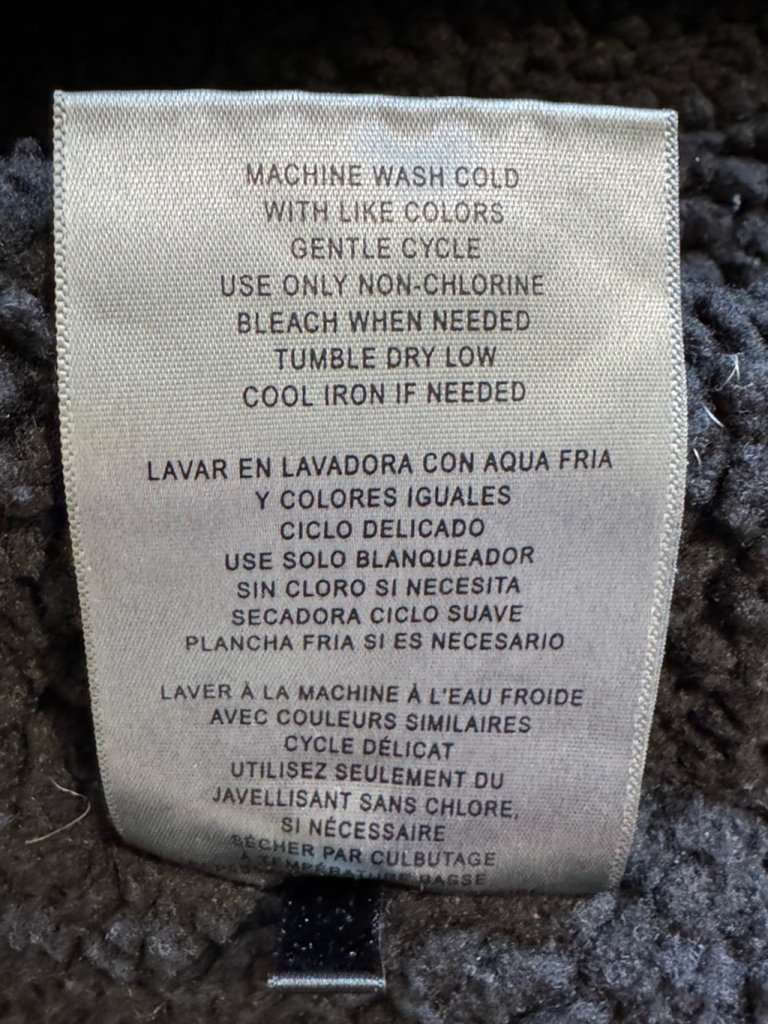 MACHINE WASH COLD
WITH LIKE COLORS
GENTLE CYCLE
USE ONLY NON-CHLORINE
BLEACH WHEN NEEDED
TUMBLE DRY LOW
COOL IRON IF NEEDED
LAVAR EN LAVADORA CON AQUA FRIA
Y COLORES IGUALES
CICLO DELICADO
USE SOLO BLANQUEADOR
SIN CLORO SI NECESITA
SECADORA CICLO SUAVE
PLANCHA FRIA SI ES NECESARIO
LAVER À LA MACHINE À L'EAU FROIDE
AVEC COULEURS SIMILAIRES
CYCLE DÉLICAT
UTILISEZ SEULEMENT DU
JAVELLISANT SANS CHLORE,
SI NÉCESSAIRE
SÉCHER PAR CULBUTAGE
À TEMPÉRATURE BASSE